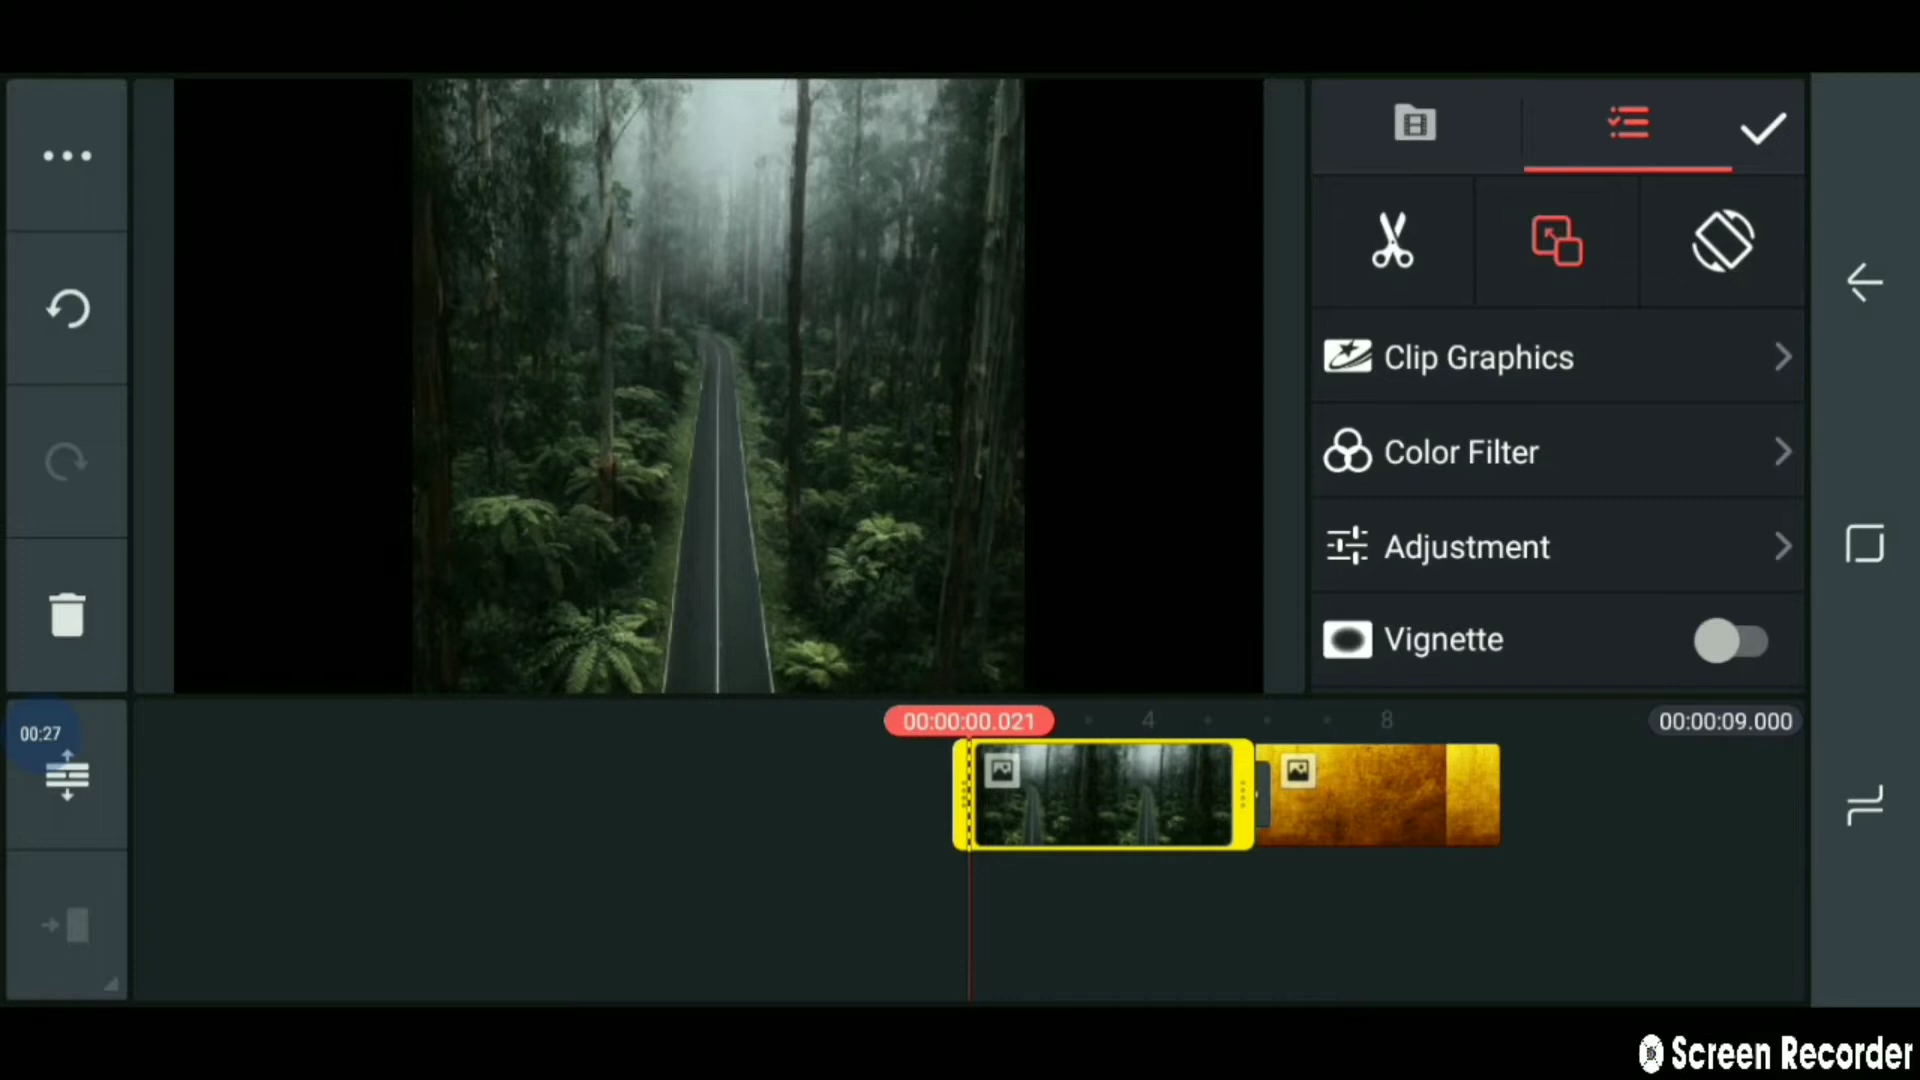 Clip Graphics
Color Filter
Adjustment
Vignette
00:27
00:00:00.021
4
8
00:00:09.000
Screen Recorder